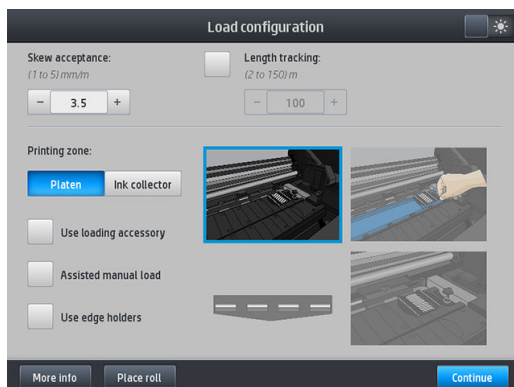 Load configuration
Skew acceptance:
(1 to 5) mm/m
- 3.5 +
Length tracking:
(2 to 150) m
- 100 +
Printing zone:
Platen
Ink collector
Use loading accessory
Assisted manual load
Use edge holders
More info
Place roll
Continue